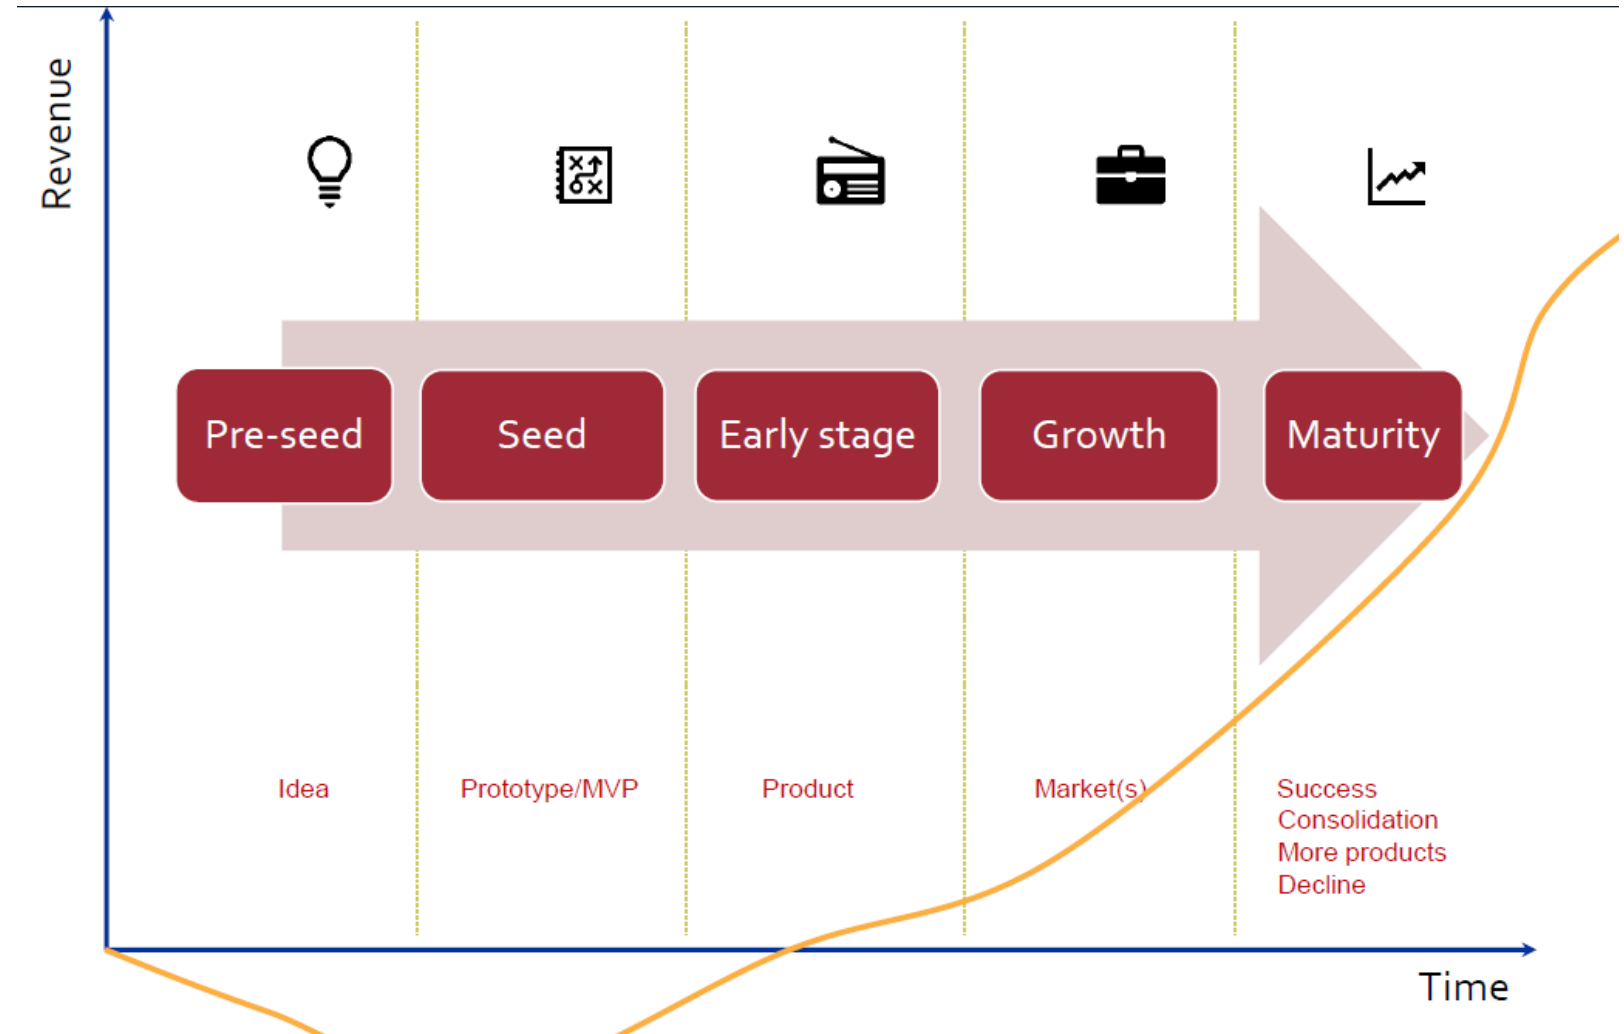 Revenue
Pre-seed
Seed
Early stage
Growth
Maturity
Idea
Prototype/MVP
Product
Market(s)
Success
Consolidation
More products
Decline
Time